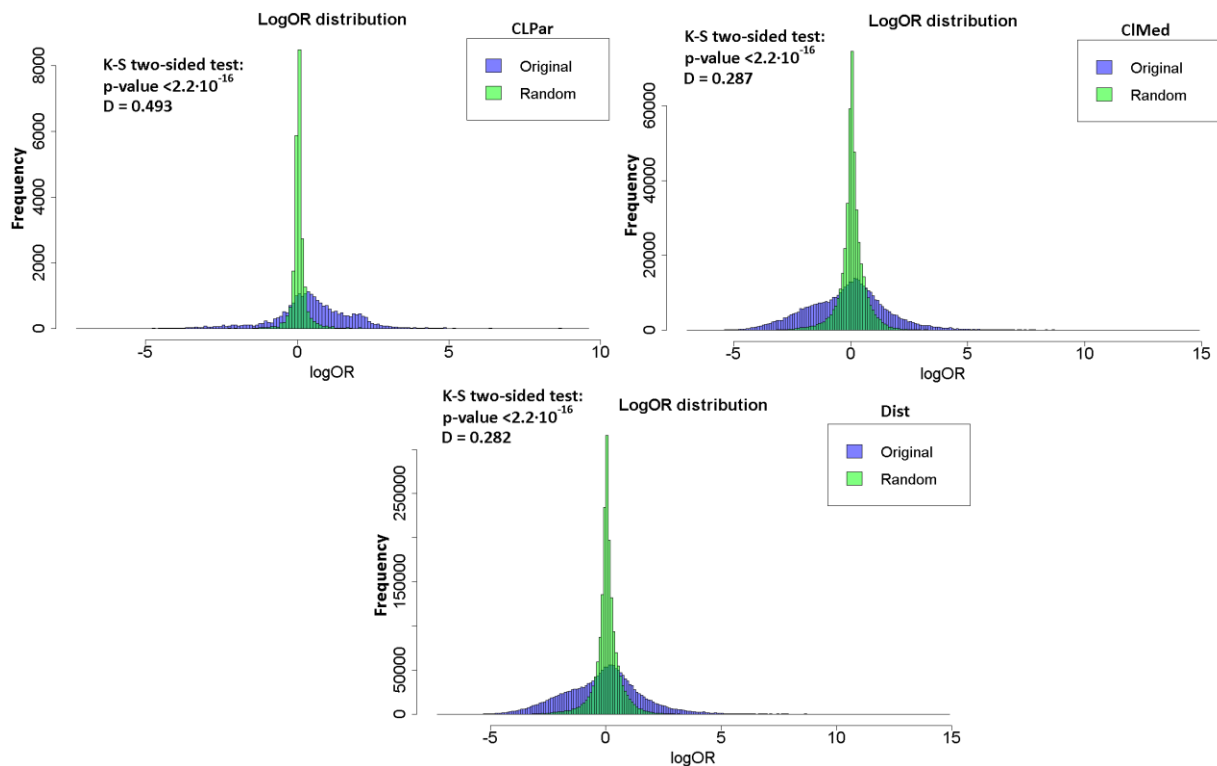 LogOR distribution
CLPar
K-S two-sided test:
p-value <2.2·10^-16
D = 0.493
Original
Random
Frequency
8000
6000
4000
2000
0
-5
0
5
10
logOR
LogOR distribution
ClMed
K-S two-sided test:
p-value <2.2·10^-16
D = 0.287
Original
Random
Frequency
60000
40000
20000
0
-5
0
5
10
15
logOR
K-S two-sided test:
p-value <2.2·10^-16
D = 0.282
LogOR distribution
Dist
Original
Random
Frequency
250000
150000
50000
0
-5
0
5
10
15
logOR